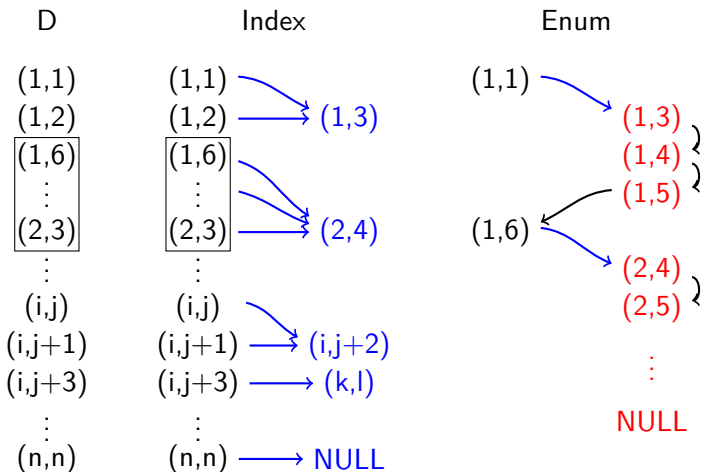 D Index Enum
(1,1) (1,1) (1,1)
(1,2) (1,2) (1,3) (1,3)
(1,6) (1,6) (1,4)
⋮ ⋮ (1,5)
(2,3) (2,3) (2,4) (1,6)
⋮ ⋮ (2,4)
(i,j) (i,j) (2,5)
(i,j+1) (i,j+1) (i,j+2)
(i,j+3) (i,j+3) (k,l) ⋮
⋮ ⋮ NULL
(n,n) (n,n) NULL